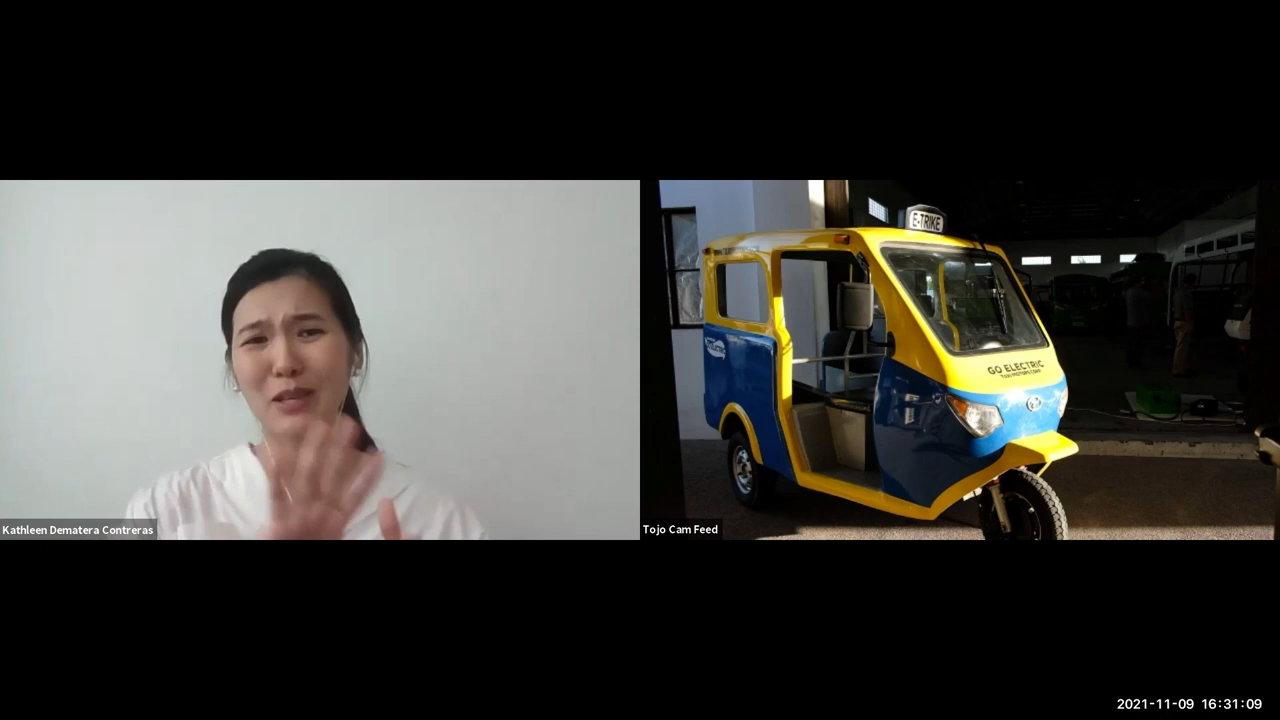 E-TRIKE
GO ELECTRIC
Kathleen Dematera Contreras
Tojo Cam Feed
2021-11-09 16:31:09